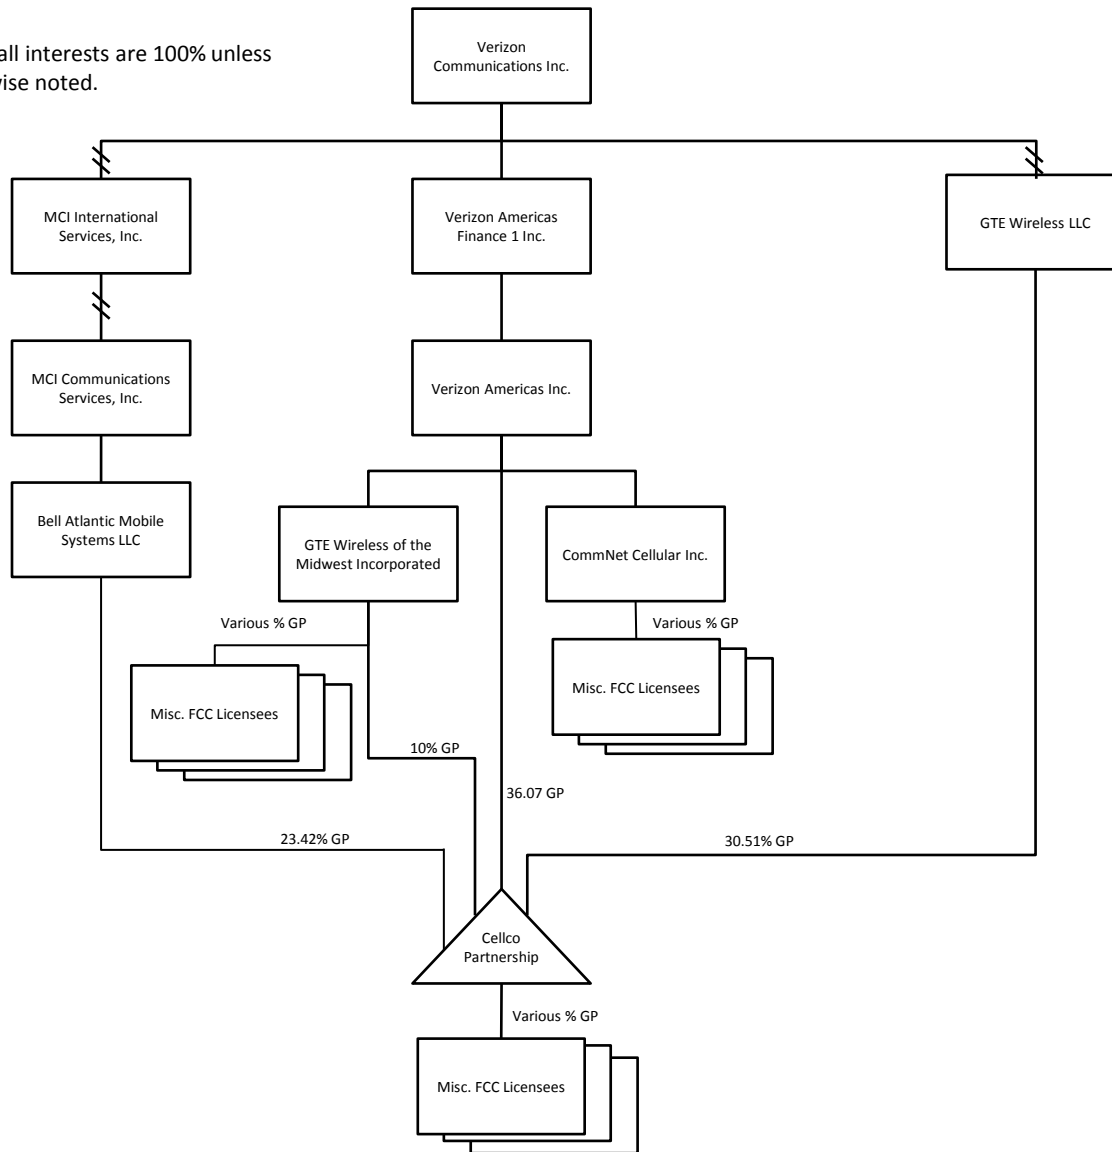 all interests are 100% unless
wise noted.
Verizon
Communications Inc.
MCI International
Services, Inc.
Verizon Americas
Finance 1 Inc.
GTE Wireless LLC
MCI Communications
Services, Inc.
Verizon Americas Inc.
Bell Atlantic Mobile
Systems LLC
GTE Wireless of the
Midwest Incorporated
CommNet Cellular Inc.
Various % GP
Various % GP
Misc. FCC Licensees
Misc. FCC Licensees
10% GP
36.07 GP
23.42% GP
30.51% GP
Cellco
Partnership
Various % GP
Misc. FCC Licensees